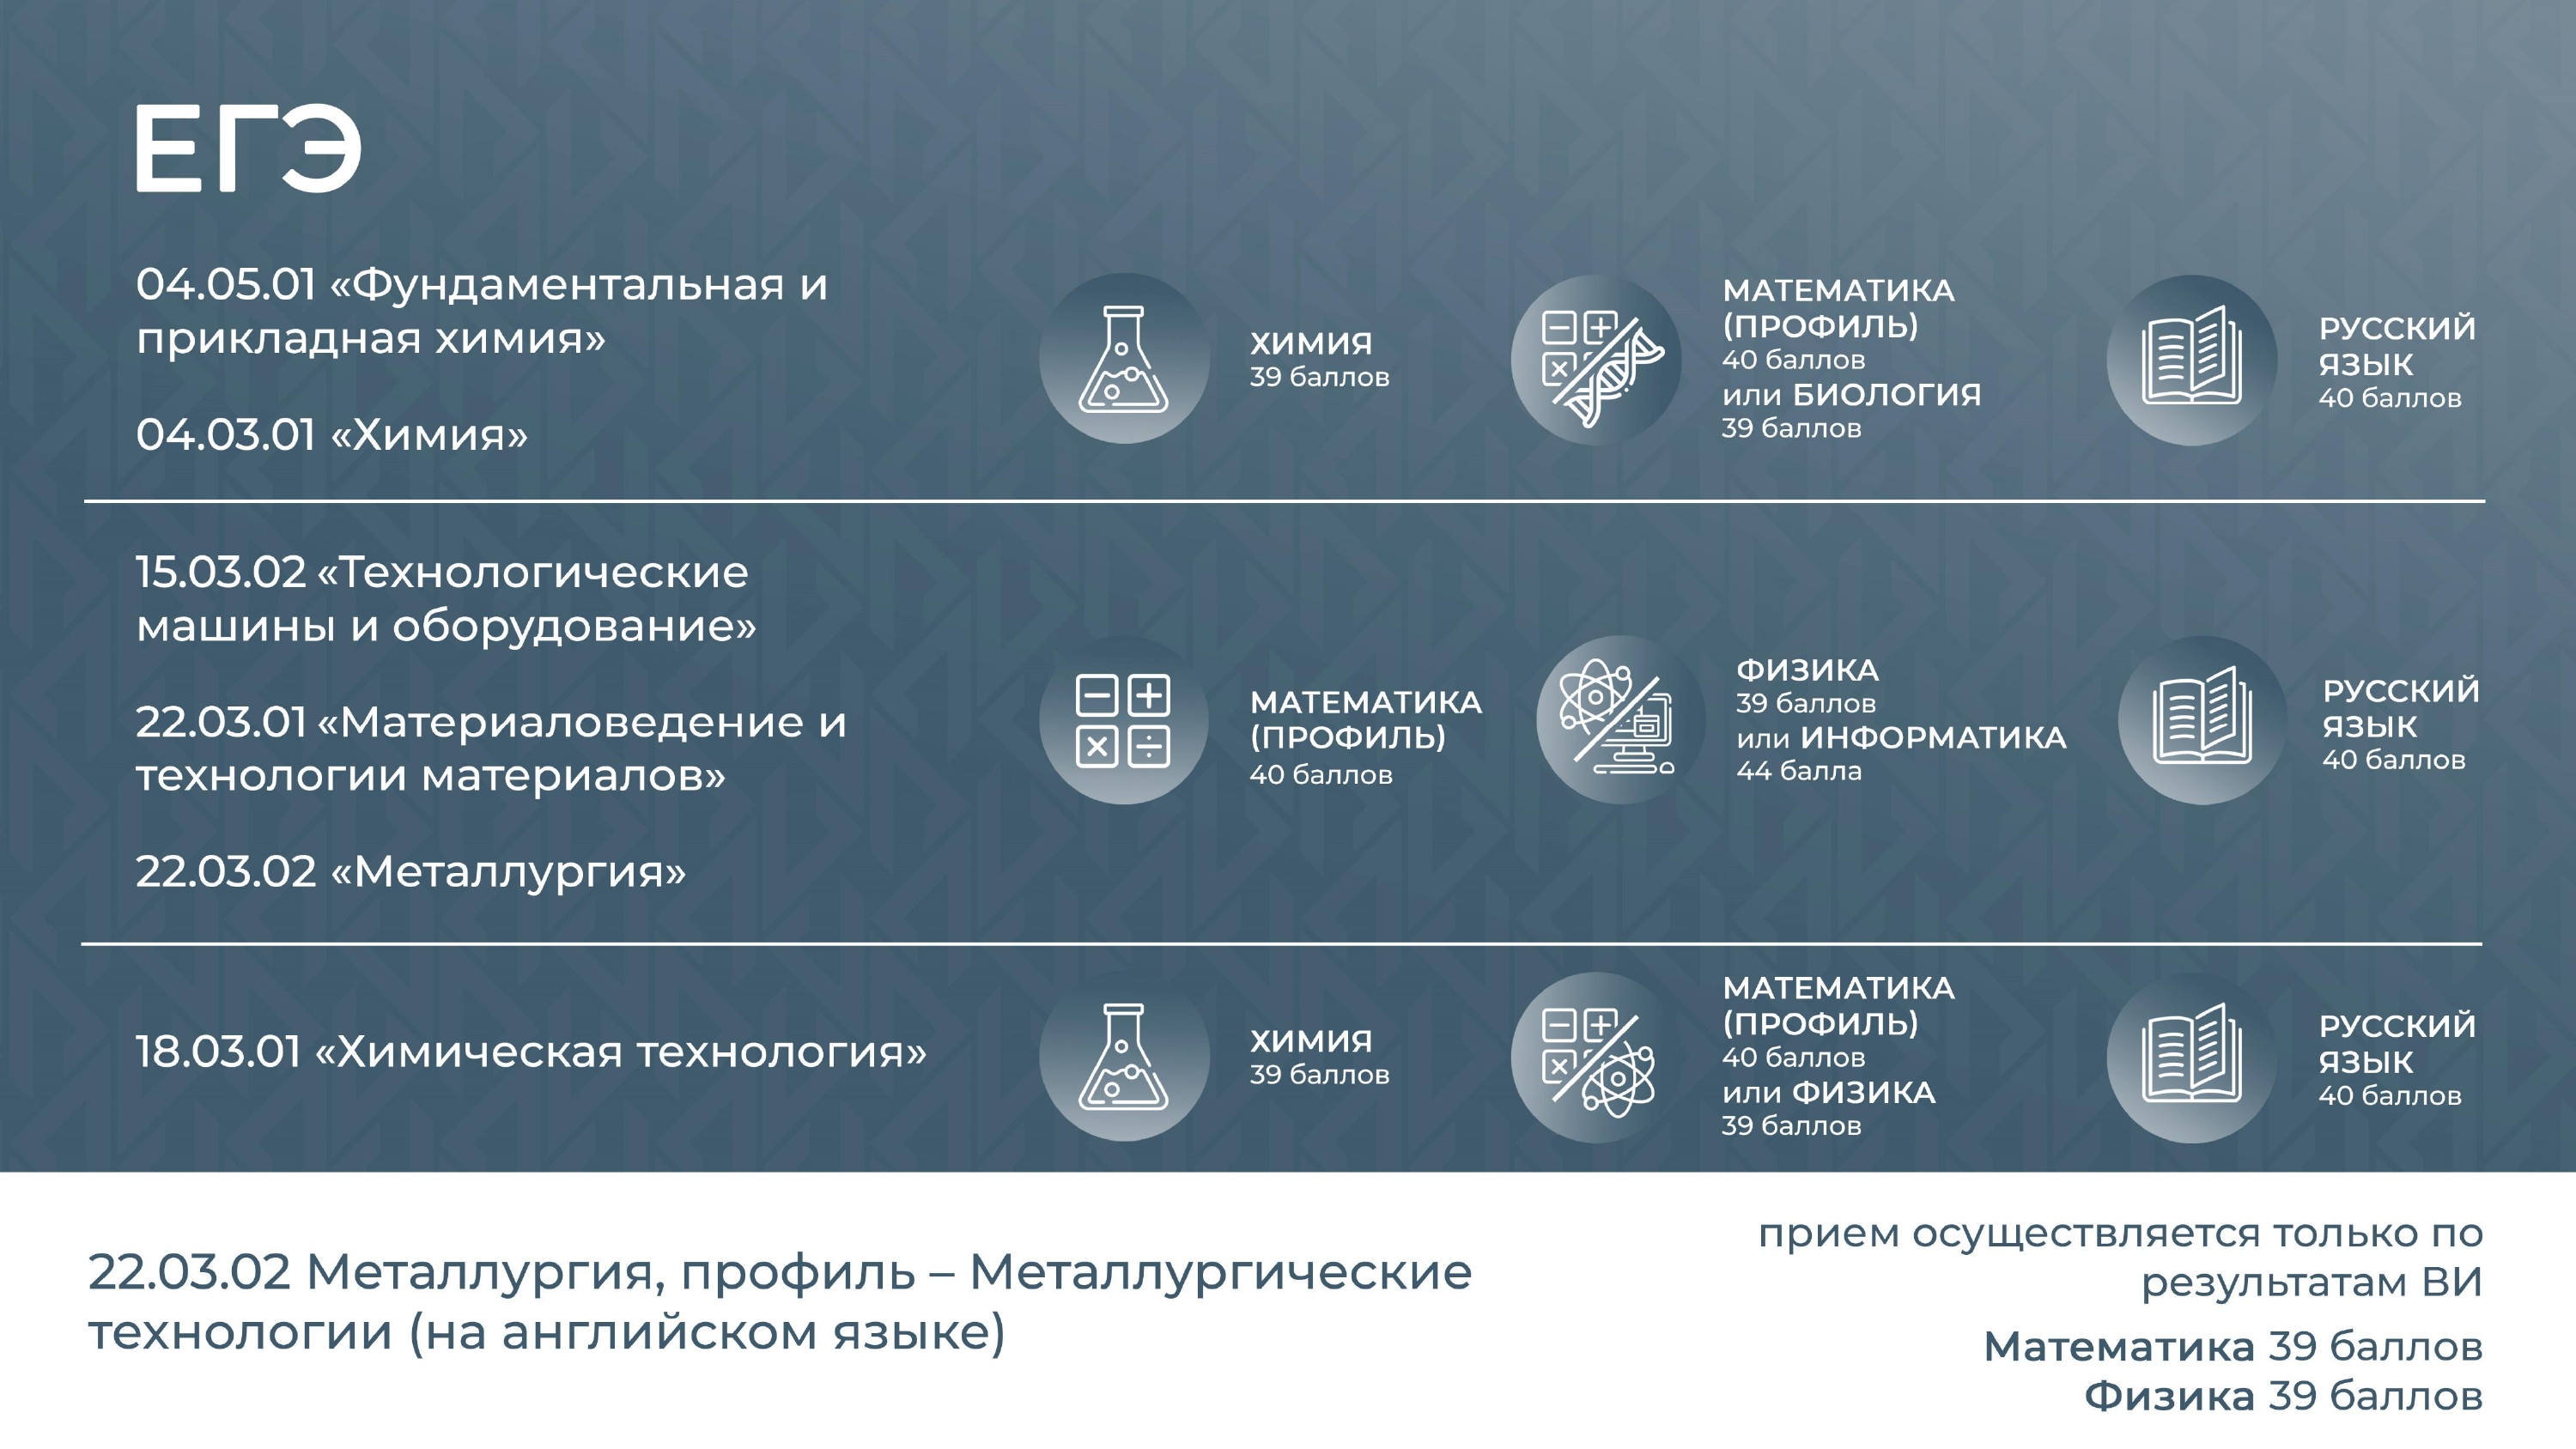 ЕГЭ
04.05.01 «Фундаментальная и
прикладная химия»
04.03.01 «Химия»
ХИМИЯ
39 баллов
МАТЕМАТИКА
(ПРОФИЛЬ)
40 баллов
или БИОЛОГИЯ
39 баллов
РУССКИЙ
ЯЗЫК
40 баллов
15.03.02 «Технологические
машины и оборудование»
22.03.01 «Материаловедение и
технологии материалов»
22.03.02 «Металлургия»
МАТЕМАТИКА
(ПРОФИЛЬ)
40 баллов
ФИЗИКА
39 баллов
или ИНФОРМАТИКА
44 балла
РУССКИЙ
ЯЗЫК
40 баллов
18.03.01 «Химическая технология»
ХИМИЯ
39 баллов
МАТЕМАТИКА
(ПРОФИЛЬ)
40 баллов
или ФИЗИКА
39 баллов
РУССКИЙ
ЯЗЫК
40 баллов
22.03.02 Металлургия, профиль – Металлургические
технологии (на английском языке)
прием осуществляется только по
результатам ВИ
Математика 39 баллов
Физика 39 баллов